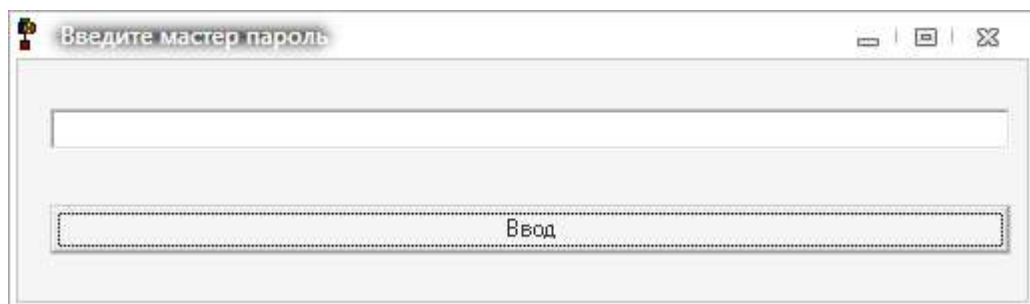 Введите мастер пароль
Ввод